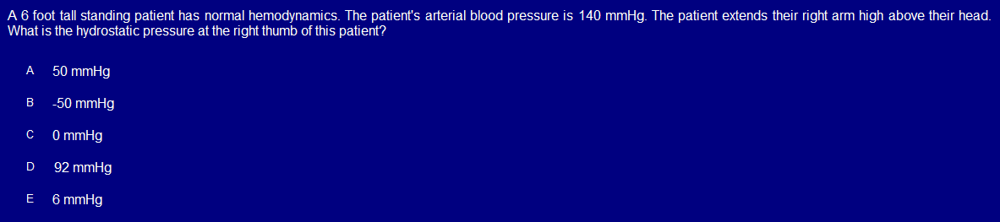 A 6 foot tall standing patient has normal hemodynamics. The patient's arterial blood pressure is 140 mmHg. The patient extends their right arm high above their head.
What is the hydrostatic pressure at the right thumb of this patient?
A 50 mmHg
B -50 mmHg
C 0 mmHg
D 92 mmHg
E 6 mmHg